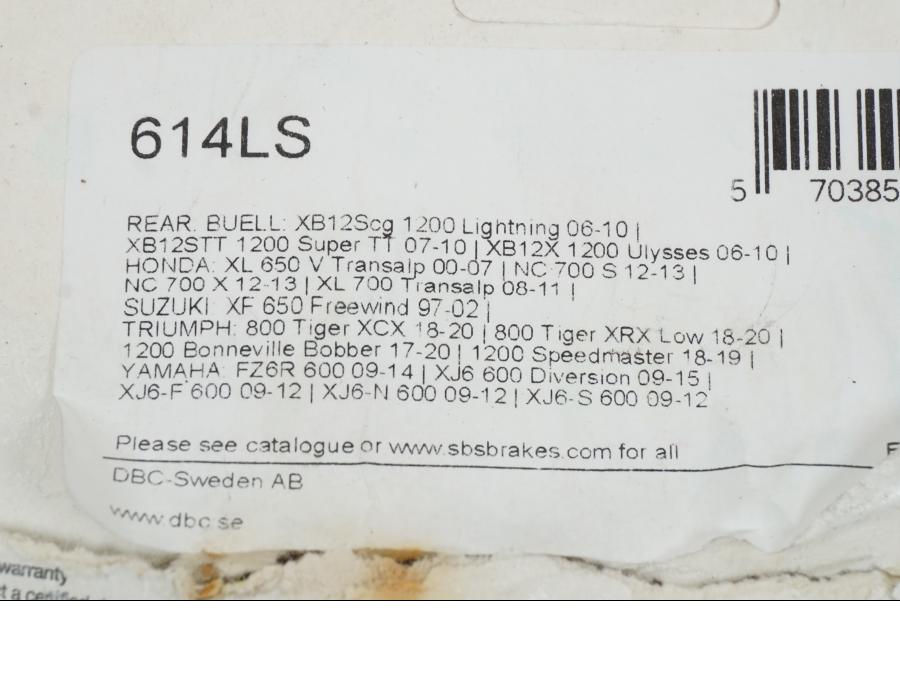 614LS
5 70385
REAR. BUELL: XB12Scg 1200 Lightning 06-10 |
XB12STT 1200 Super TT 07-10 | XB12X 1200 Ulysses 06-10 |
HONDA: XL 650 V Transalp 00-07 | NC 700 S 12-13 |
NC 700 X 12-13 | XL 700 Transalp 08-11 |
SUZUKI: XF 650 Freewind 97-02 |
TRIUMPH: 800 Tiger XCX 18-20 | 800 Tiger XRX Low 18-20 |
1200 Bonneville Bobber 17-20 | 1200 Speedmaster 18-19 |
YAMAHA: FZ6R 600 09-14 | XJ6 600 Diversion 09-15 |
XJ6-F 600 09-12 | XJ6-N 600 09-12 | XJ6-S 600 09-12
Please see catalogue or www.sbsbrakes.com for all
DBC-Sweden AB
www.dbc.se
warranty
t a